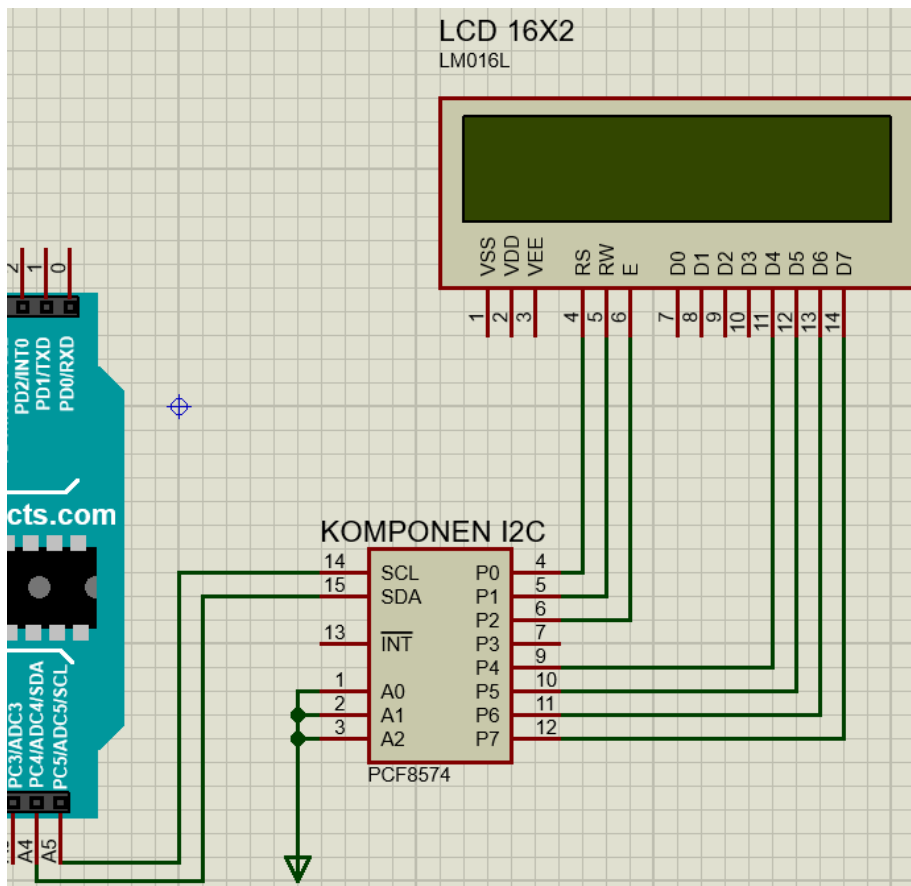 LCD 16X2
LM016L
VSS
VDD
VEE
RS
RW
E
D0
D1
D2
D3
D4
D5
D6
D7
1
2
3
4
5
6
7
8
9
10
11
12
13
14
2
1
0
PD2/INT0
PD1/TXD
PD0/RXD
cts.com
PC3/ADC3
PC4/ADC4/SDA
PC5/ADC5/SCL
A4
A5
KOMPONEN I2C
14 SCL P0 4
15 SDA P1 5
P2 6
13 INT P3 7
P4 9
1 A0 P5 10
2 A1 P6 11
3 A2 P7 12
PCF8574